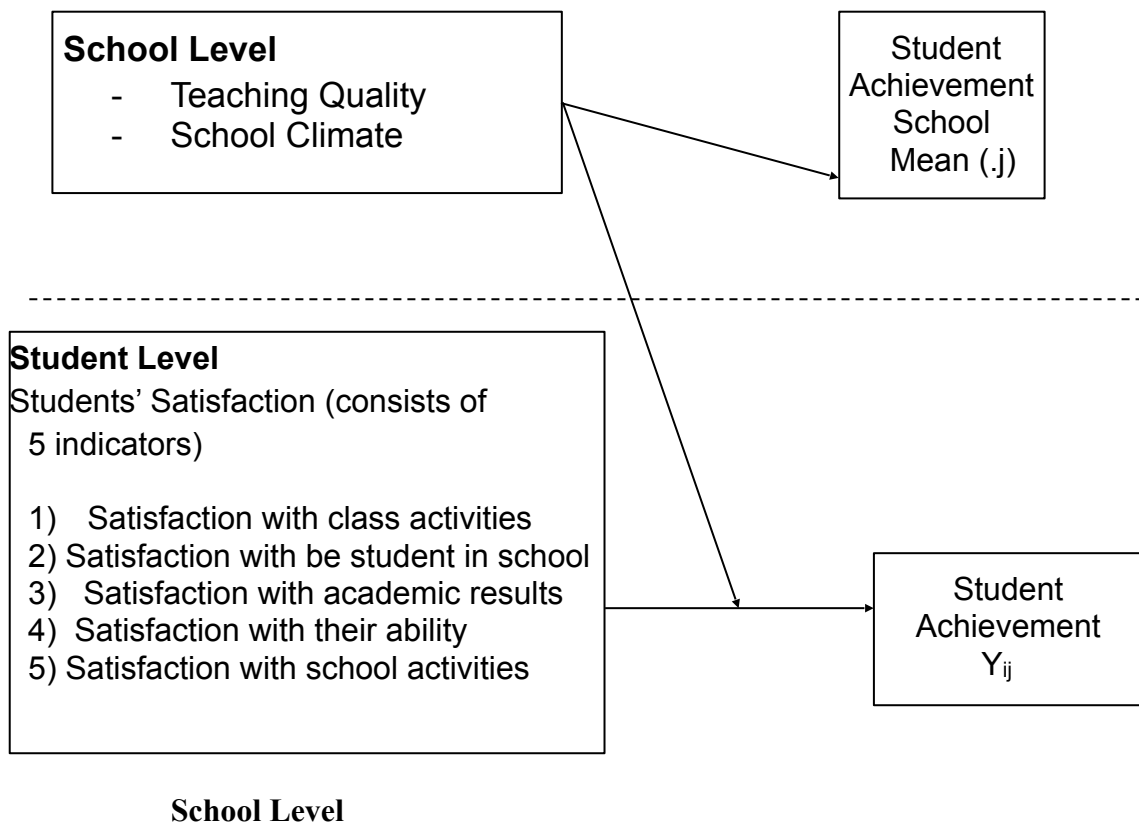 School Level
- Teaching Quality
- School Climate
Student
Achievement
School
Mean (.j)
Student Level
Students’ Satisfaction (consists of
5 indicators)
1) Satisfaction with class activities
2) Satisfaction with be student in school
3) Satisfaction with academic results
4) Satisfaction with their ability
5) Satisfaction with school activities
Student
Achievement
Yij
School Level